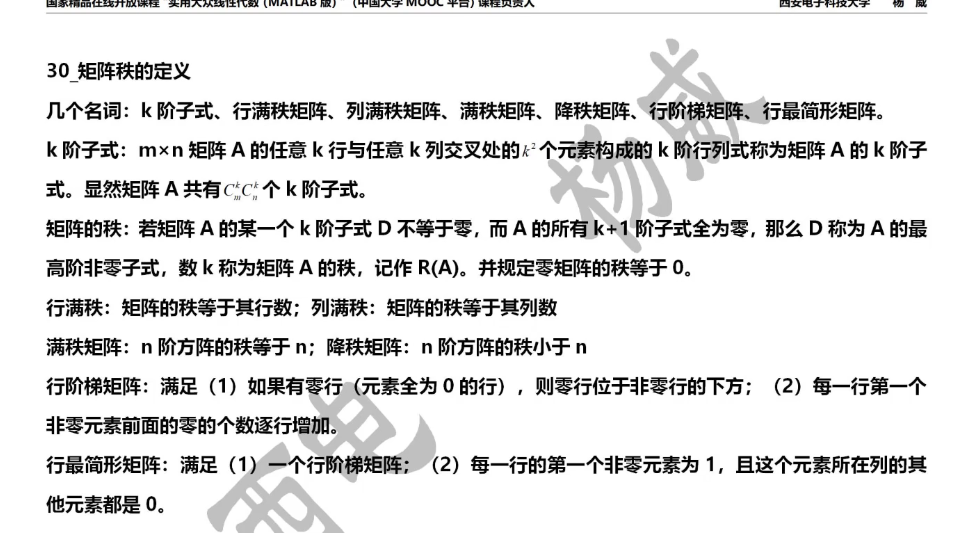 国家精品在线开放课程 “实用大众线性代数（MATLAB 版）” （中国大学 MOOC 平台）课程负责人 西安电子科技大学 杨 威
30_矩阵秩的定义
几个名词：k 阶子式、行满秩矩阵、列满秩矩阵、满秩矩阵、降秩矩阵、行阶梯矩阵、行最简形矩阵。
k 阶子式：m×n 矩阵 A 的任意 k 行与任意 k 列交叉处的 k² 个元素构成的 k 阶行列式称为矩阵 A 的 k 阶子
式。显然矩阵 A 共有 C_m^k C_n^k 个 k 阶子式。
矩阵的秩：若矩阵 A 的某一个 k 阶子式 D 不等于零，而 A 的所有 k+1 阶子式全为零，那么 D 称为 A 的最
高阶非零子式，数 k 称为矩阵 A 的秩，记作 R(A)。并规定零矩阵的秩等于 0。
行满秩：矩阵的秩等于其行数；列满秩：矩阵的秩等于其列数
满秩矩阵：n 阶方阵的秩等于 n；降秩矩阵：n 阶方阵的秩小于 n
行阶梯矩阵：满足（1）如果有零行（元素全为 0 的行），则零行位于非零行的下方；（2）每一行第一个
非零元素前面的零的个数逐行增加。
行最简形矩阵：满足（1）一个行阶梯矩阵；（2）每一行的第一个非零元素为 1，且这个元素所在列的其
他元素都是 0。
西电
杨威